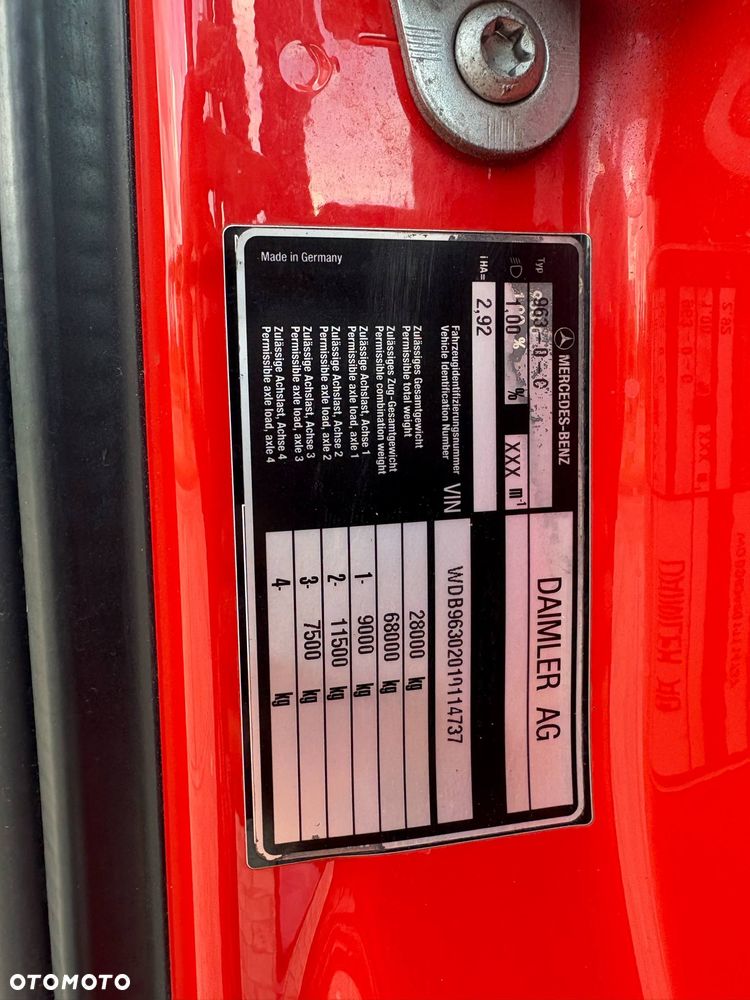 MERCEDES-BENZ
DAIMLER AG
Typ 963-0-C
1,00 % XXX m-1
iHA= 2,92
Fahrzeugidentifizierungsnummer
Vehicle Identification Number VIN
Zulässiges Gesamtgewicht
Permissible total weight 28000 kg
Zulässiges Zug-Gesamtgewicht
Permissible combination weight 68000 kg
Zulässige Achslast, Achse 1
Permissible axle load, axle 1 1- 9000 kg
Zulässige Achslast, Achse 2
Permissible axle load, axle 2 2- 11500 kg
Zulässige Achslast, Achse 3
Permissible axle load, axle 3 3- 7500 kg
Zulässige Achslast, Achse 4
Permissible axle load, axle 4 4- kg
Made in Germany
OTOMOTO